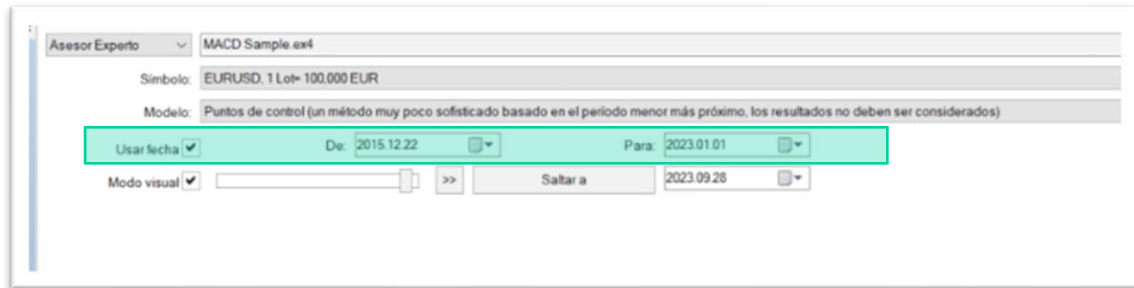 Asesor Experto MACD Sample.ex4
Símbolo: EURUSD, 1 Lot= 100,000 EUR
Modelo: Puntos de control (un método muy poco sofisticado basado en el período menor más próximo, los resultados no deben ser considerados)
Usar fecha De: 2015.12.22 Para: 2023.01.01
Modo visual >> Saltar a 2023.09.28